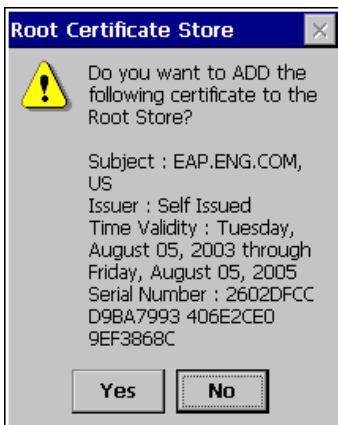 Root Certificate Store
Do you want to ADD the
following certificate to the
Root Store?
Subject : EAP.ENG.COM,
US
Issuer : Self Issued
Time Validity : Tuesday,
August 05, 2003 through
Friday, August 05, 2005
Serial Number : 2602DFCC
D9BA7993 406E2CE0
9EF3868C
Yes No